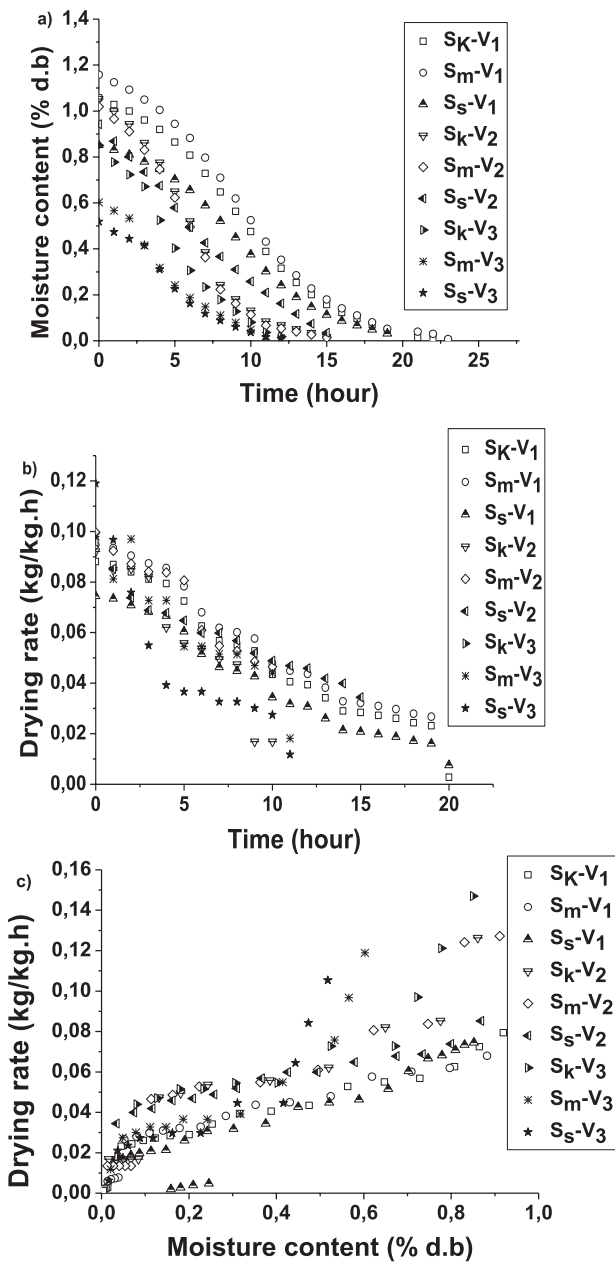 a)
Moisture content (% d.b)
1,4
1,2
1,0
0,8
0,6
0,4
0,2
0,0
0 5 10 15 20 25
Time (hour)
SK-V1
Sm-V1
Ss-V1
Sk-V2
Sm-V2
Ss-V2
Sk-V3
Sm-V3
Ss-V3
b)
Drying rate (kg/kg.h)
0,12
0,10
0,08
0,06
0,04
0,02
0,00
0 5 10 15 20
Time (hour)
SK-V1
Sm-V1
Ss-V1
Sk-V2
Sm-V2
Ss-V2
Sk-V3
Sm-V3
Ss-V3
c)
Drying rate (kg/kg.h)
0,16
0,14
0,12
0,10
0,08
0,06
0,04
0,02
0,00
0,0 0,2 0,4 0,6 0,8 1,0
Moisture content (% d.b)
SK-V1
Sm-V1
Ss-V1
Sk-V2
Sm-V2
Ss-V2
Sk-V3
Sm-V3
Ss-V3